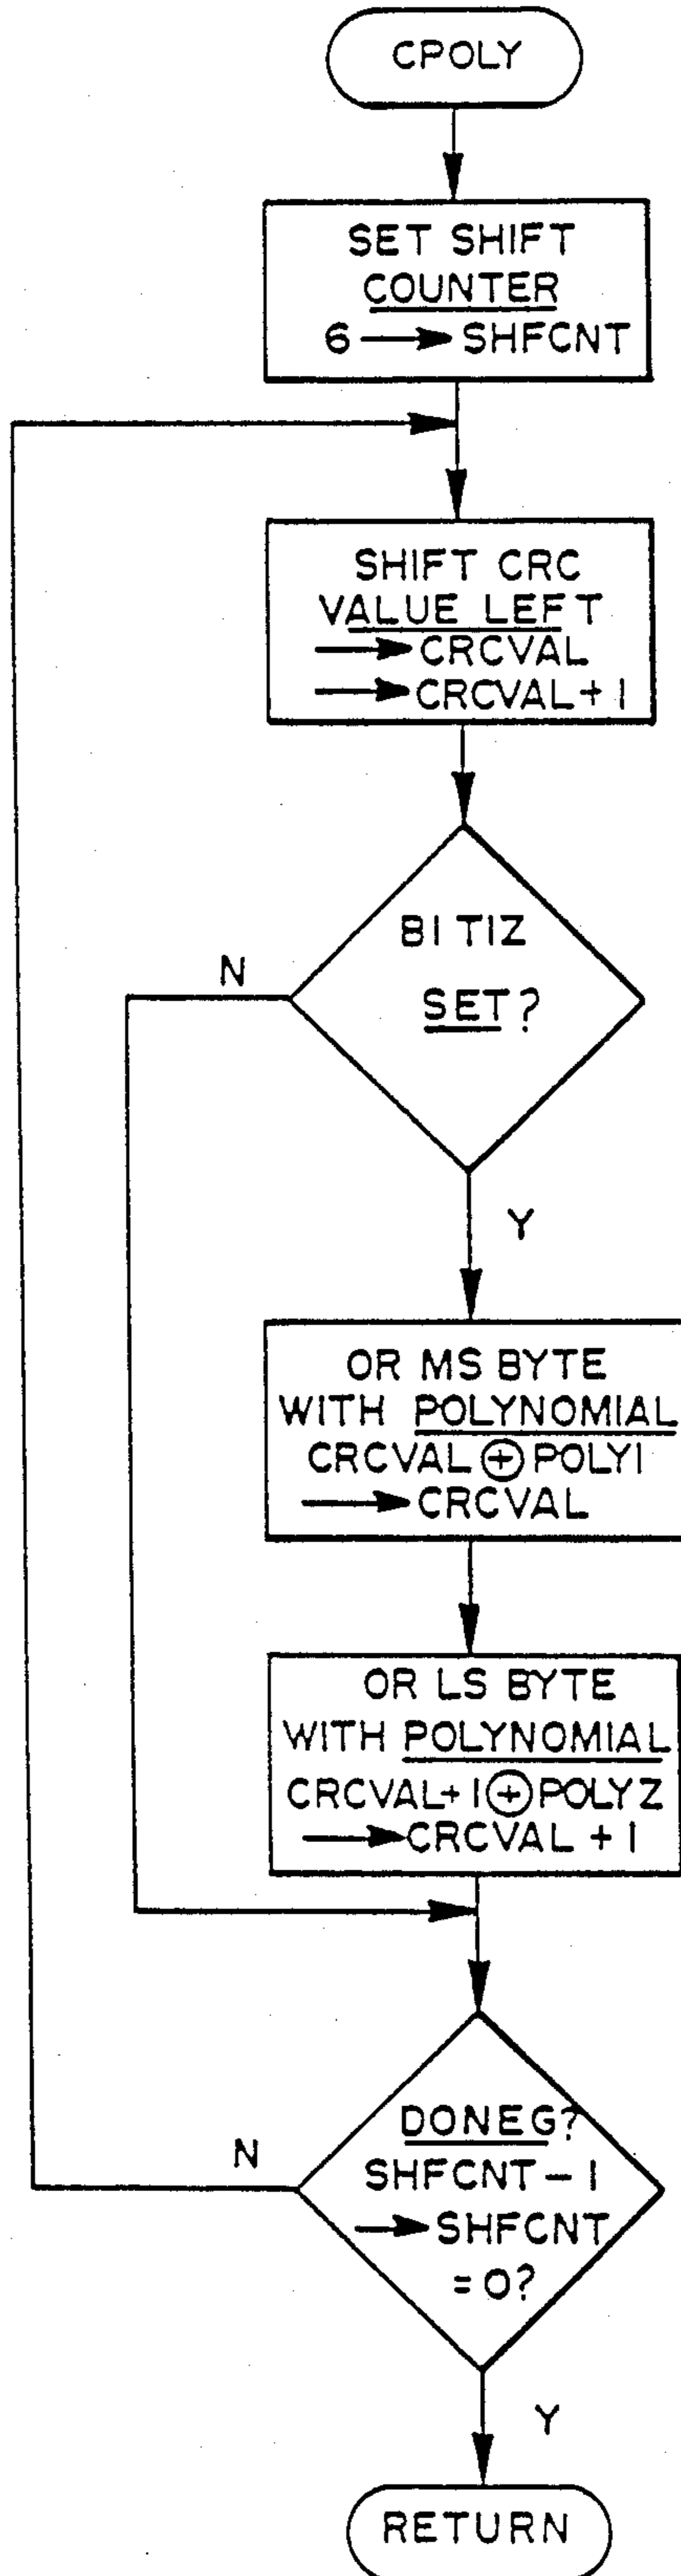 CPOLY
SET SHIFT
COUNTER
6 → SHFCNT
SHIFT CRC
VALUE LEFT
→ CRCVAL
→ CRCVAL + 1
BITIZ
N
SET?
Y
OR MS BYTE
WITH POLYNOMIAL
CRCVAL ⊕ POLY1
→ CRCVAL
OR LS BYTE
WITH POLYNOMIAL
CRCVAL+1 ⊕ POLYZ
→ CRCVAL + 1
DONEG?
N
SHFCNT – 1
→ SHFCNT
= 0?
Y
RETURN